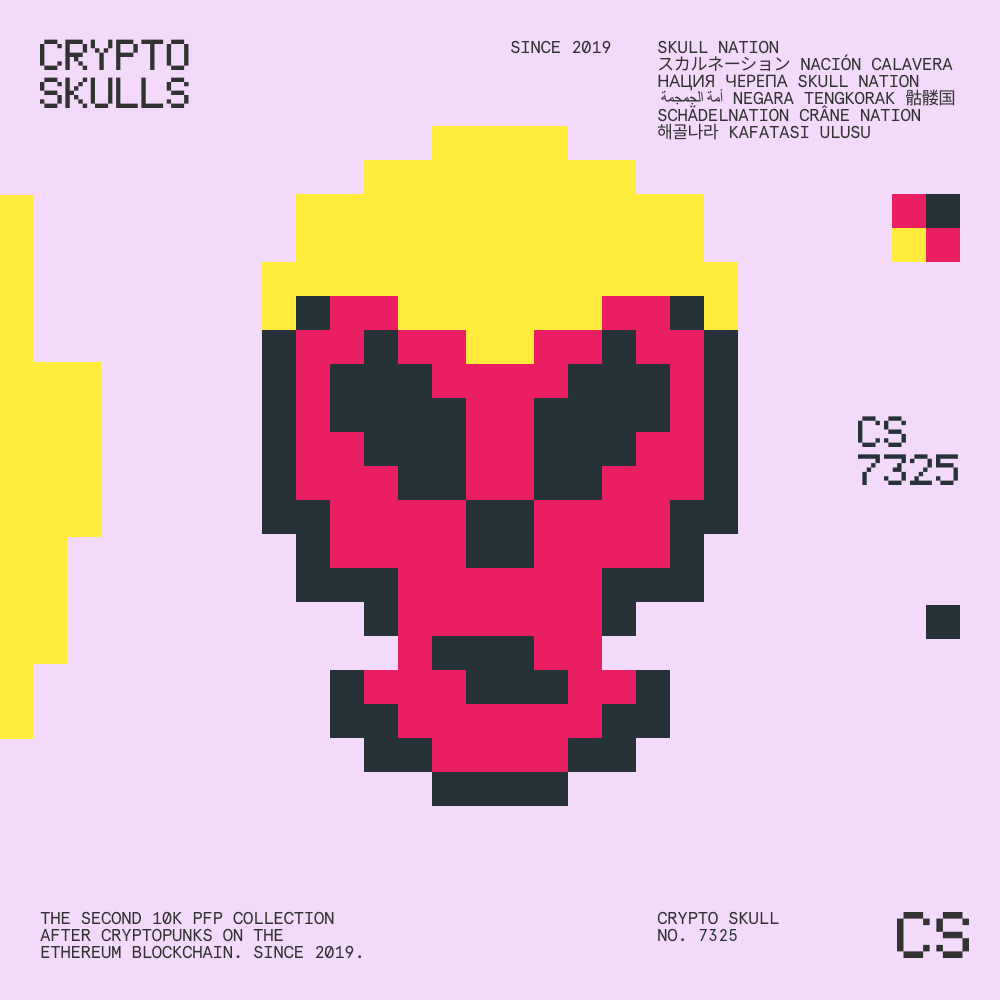 CRYPTO
SKULLS
SINCE 2019
SKULL NATION
スカルネーション NACIÓN CALAVERA
НАЦИЯ ЧЕРЕПА SKULL NATION
أمة الجمجمة NEGARA TENGKORAK 骷髅国
SCHÄDELNATION CRÂNE NATION
해골나라 KAFATASI ULUSU
CS
7325
THE SECOND 10K PFP COLLECTION
AFTER CRYPTOPUNKS ON THE
ETHEREUM BLOCKCHAIN. SINCE 2019.
CRYPTO SKULL
NO. 7325
CS